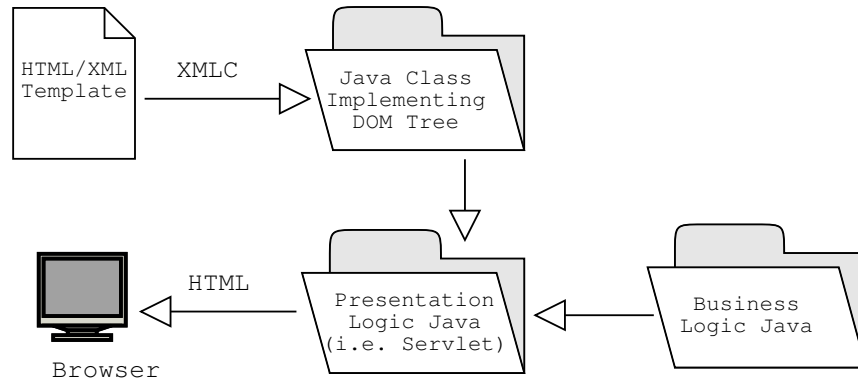 HTML/XML
Template
XMLC
Java Class
Implementing
DOM Tree
HTML
Presentation
Logic Java
(i.e. Servlet)
Business
Logic Java
Browser